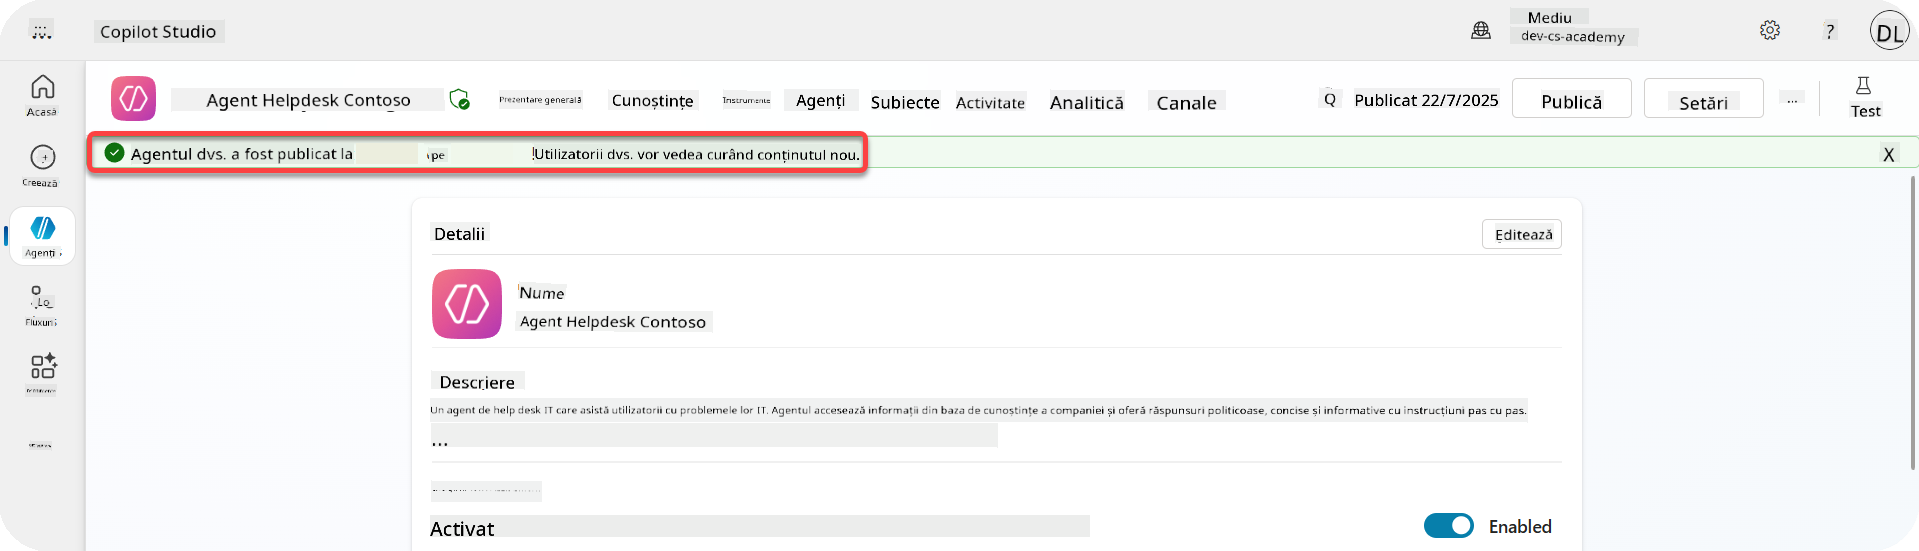 Copilot Studio
Mediu
dev-cs-academy
?
DL
Acasă
Creează
Agenți
Fluxuri
Agent Helpdesk Contoso
Prezentare generală
Cunoștințe
Instrumente
Agenți
Subiecte
Activitate
Analitică
Canale
Publicat 22/7/2025
Publică
Setări
...
Test
Agentul dvs. a fost publicat la pe !Utilizatorii dvs. vor vedea curând conținutul nou.
X
Detalii
Editează
Nume
Agent Helpdesk Contoso
Descriere
Un agent de help desk IT care asistă utilizatorii cu problemele lor IT. Agentul accesează informații din baza de cunoștințe a companiei și oferă răspunsuri politicoase, concise și informative cu instrucțiuni pas cu pas.
...
Activat
Enabled